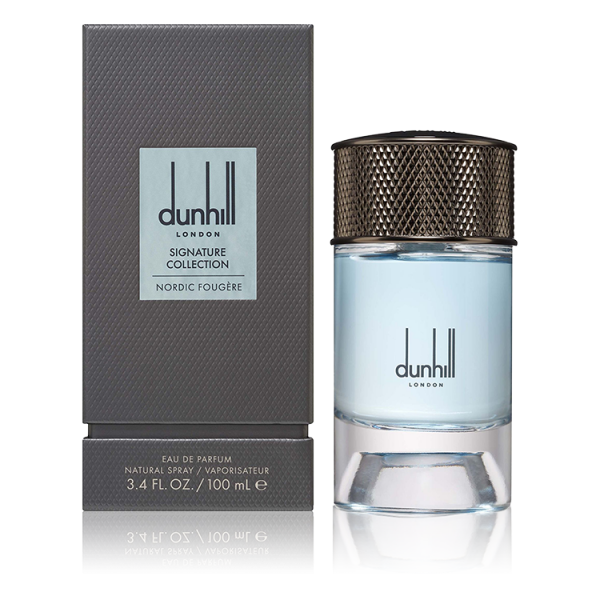 dunhill
LONDON
SIGNATURE
COLLECTION
NORDIC FOUGÈRE
EAU DE PARFUM
NATURAL SPRAY / VAPORISATEUR
3.4 FL. OZ. / 100 mL ℮
dunhill
LONDON